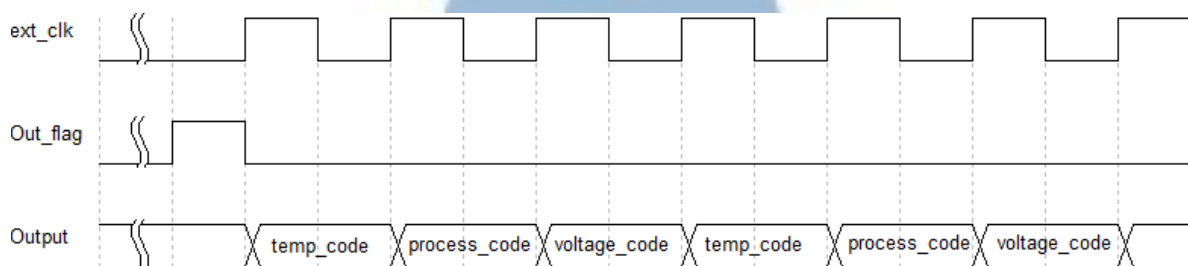 ext_clk
Out_flag
Output temp_code process_code voltage_code temp_code process_code voltage_code